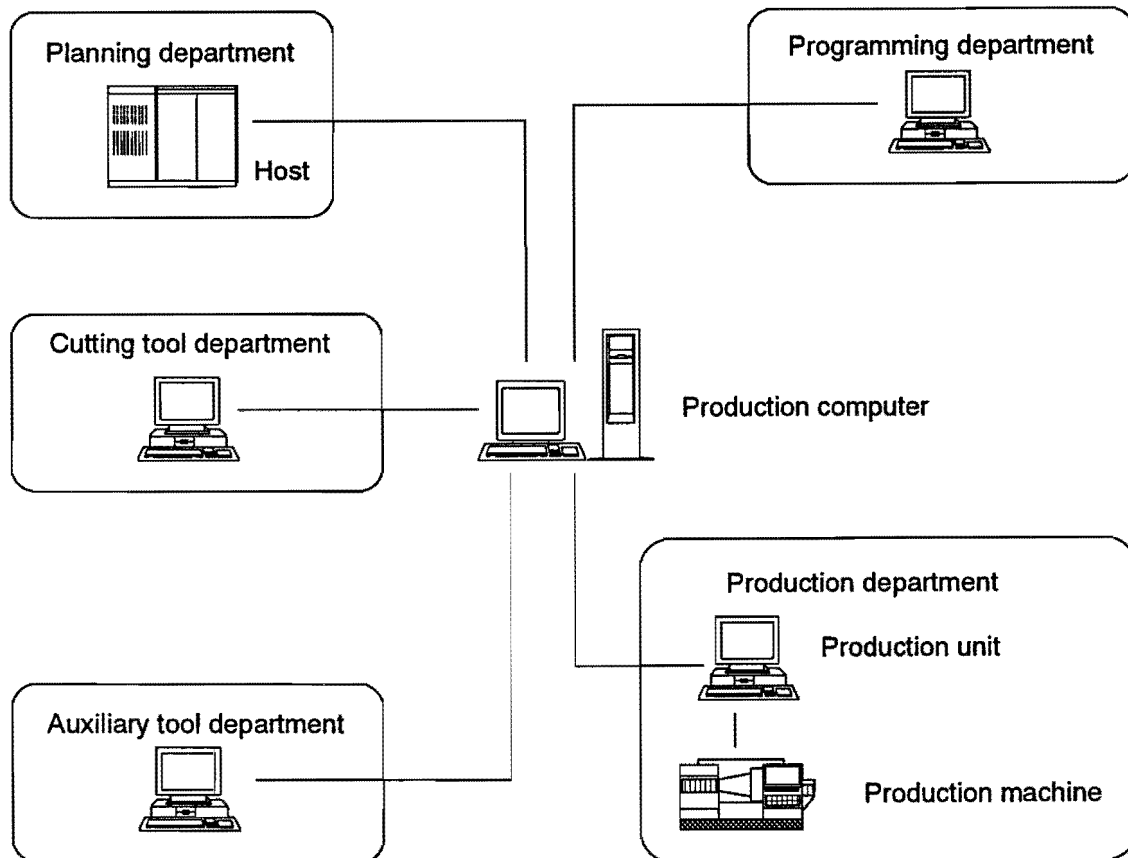 Planning department
Host
Programming department
Cutting tool department
Production computer
Production department
Production unit
Auxiliary tool department
Production machine